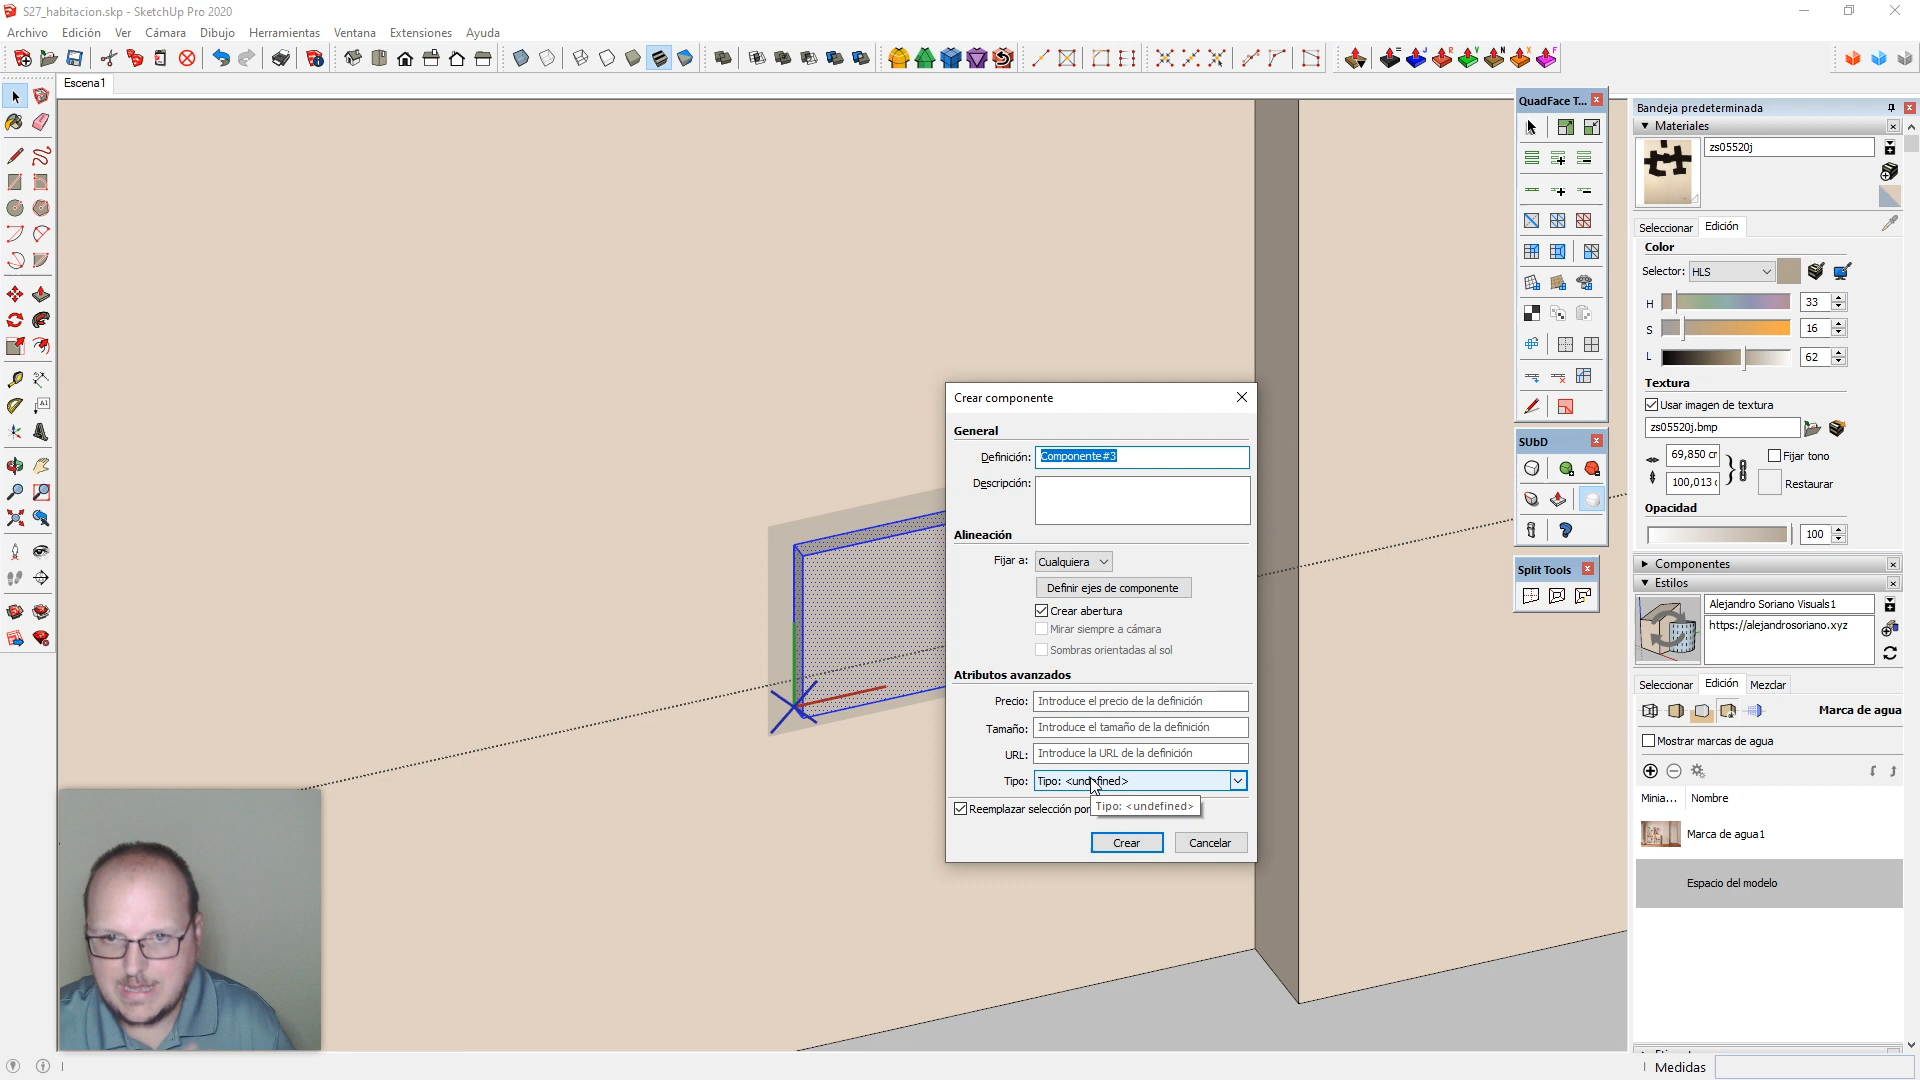 S27_habitacion.skp - SketchUp Pro 2020
Archivo Edición Ver Cámara Dibujo Herramientas Ventana Extensiones Ayuda
Escena1
QuadFace T...
SUbD
Split Tools
Crear componente
General
Definición: Componente#3
Descripción:
Alineación
Fijar a: Cualquiera
Definir ejes de componente
Crear abertura
Mirar siempre a cámara
Sombras orientadas al sol
Atributos avanzados
Precio: Introduce el precio de la definición
Tamaño: Introduce el tamaño de la definición
URL: Introduce la URL de la definición
Tipo: Tipo: <undefined>
Reemplazar selección por
Tipo: <undefined>
Crear Cancelar
Bandeja predeterminada
Materiales
zs05520j
Seleccionar Edición
Color
Selector: HLS
H 33
S 16
L 62
Textura
Usar imagen de textura
zs05520j.bmp
69,850 cr Fijar tono
100,013 Restaurar
Opacidad
100
Componentes
Estilos
Alejandro Soriano Visuals1
https://alejandrosoriano.xyz
Seleccionar Edición Mezclar
Marca de agua
Mostrar marcas de agua
Minia... Nombre
Marca de agua1
Espacio del modelo
Medidas